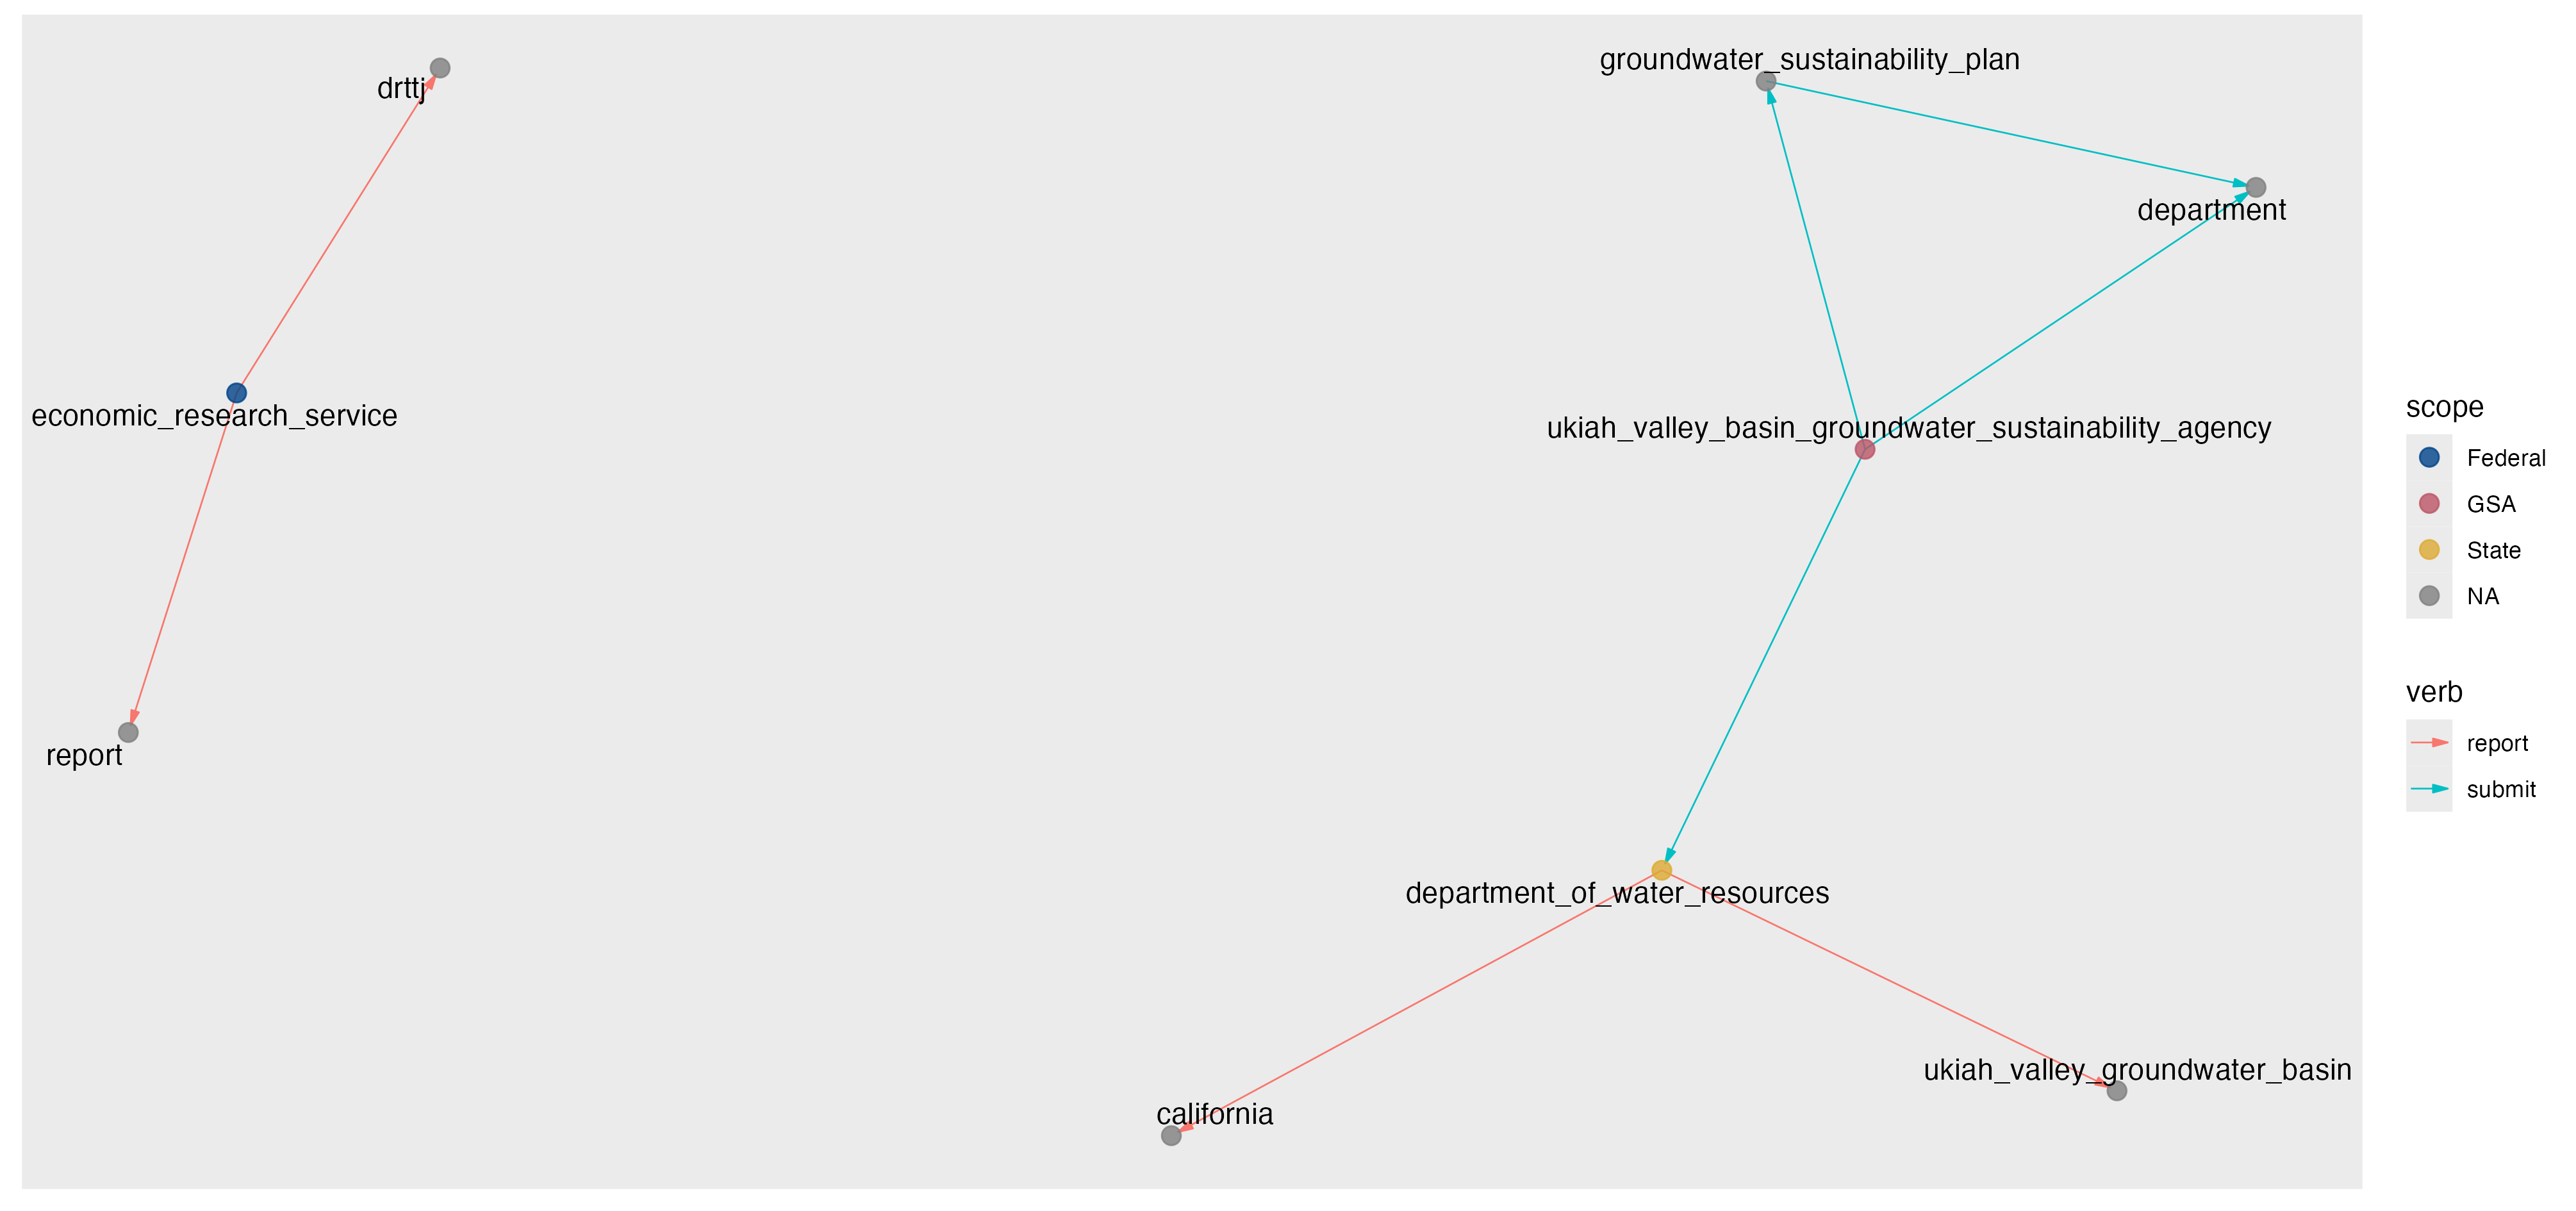 groundwater_sustainability_plan
drttj
department
economic_research_service
ukiah_valley_basin_groundwater_sustainability_agency
report
department_of_water_resources
ukiah_valley_groundwater_basin
california
scope
Federal
GSA
State
NA
verb
report
submit